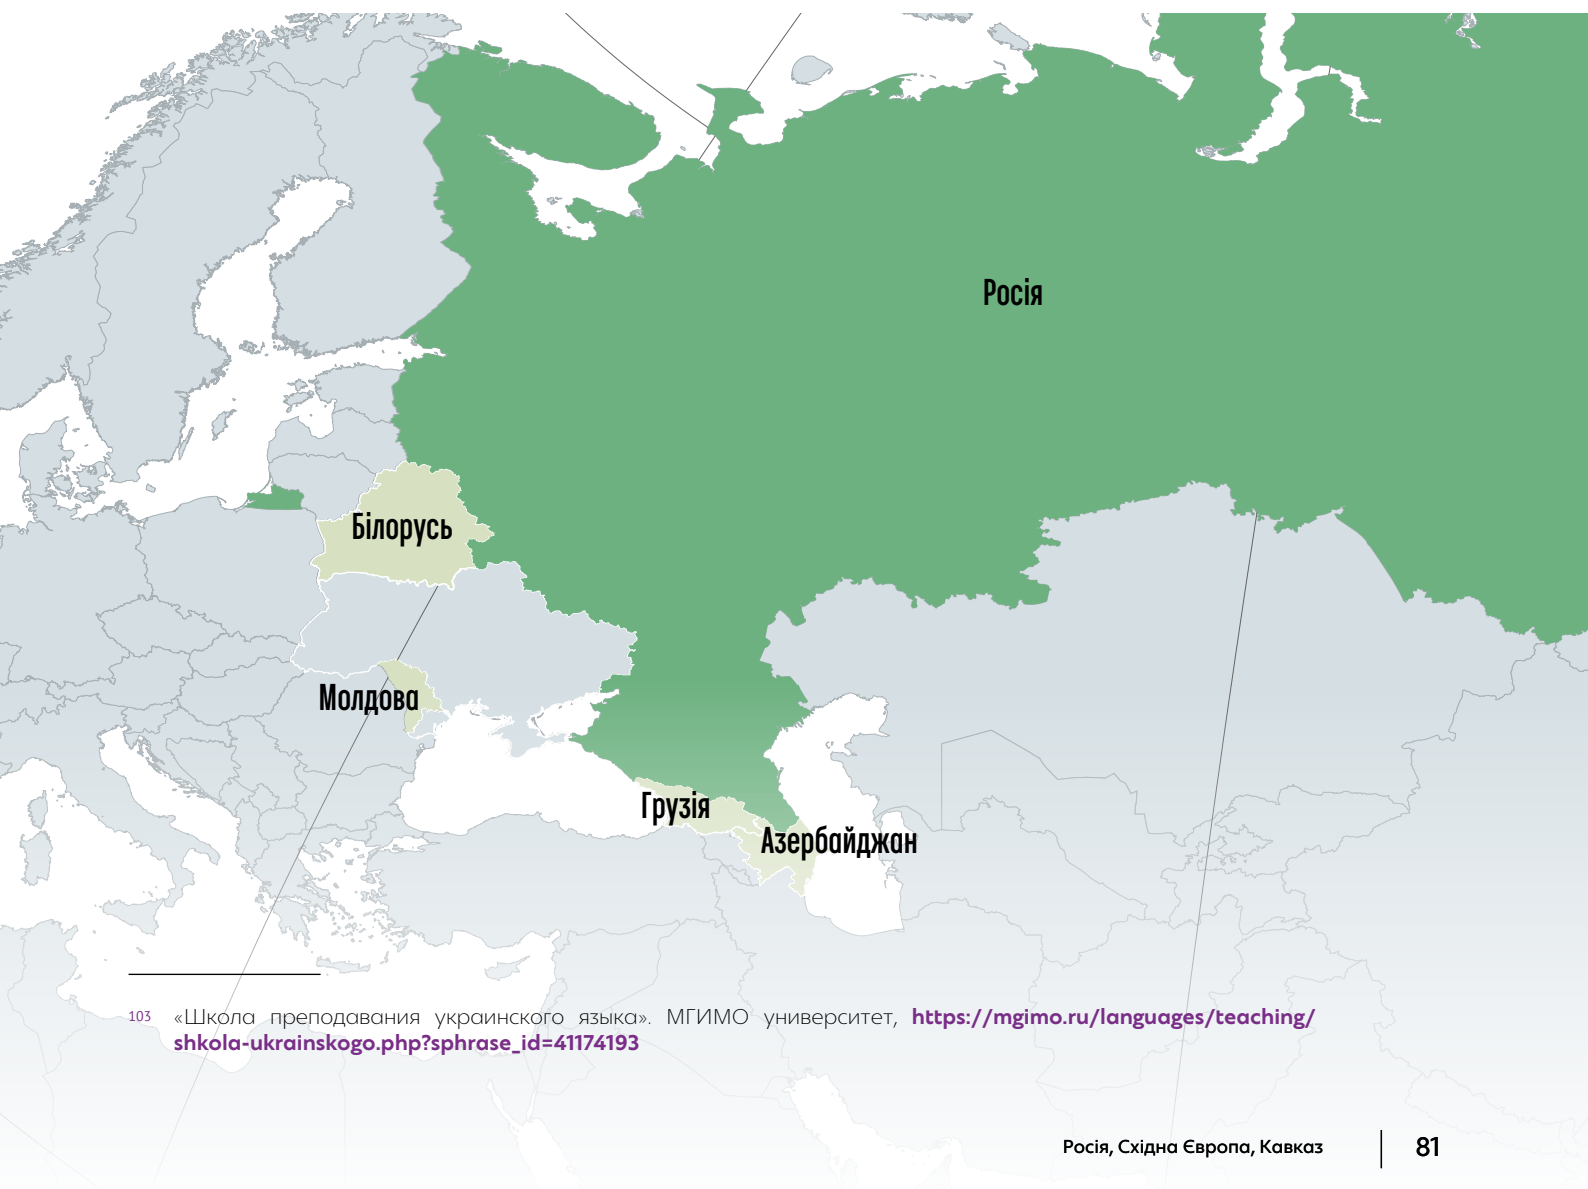 Росія
Білорусь
Молдова
Грузія
Азербайджан
103 «Школа преподавания украинского языка». МГИМО университет, https://mgimo.ru/languages/teaching/
shkola-ukrainskogo.php?sphrase_id=41174193
Росія, Східна Європа, Кавказ 81